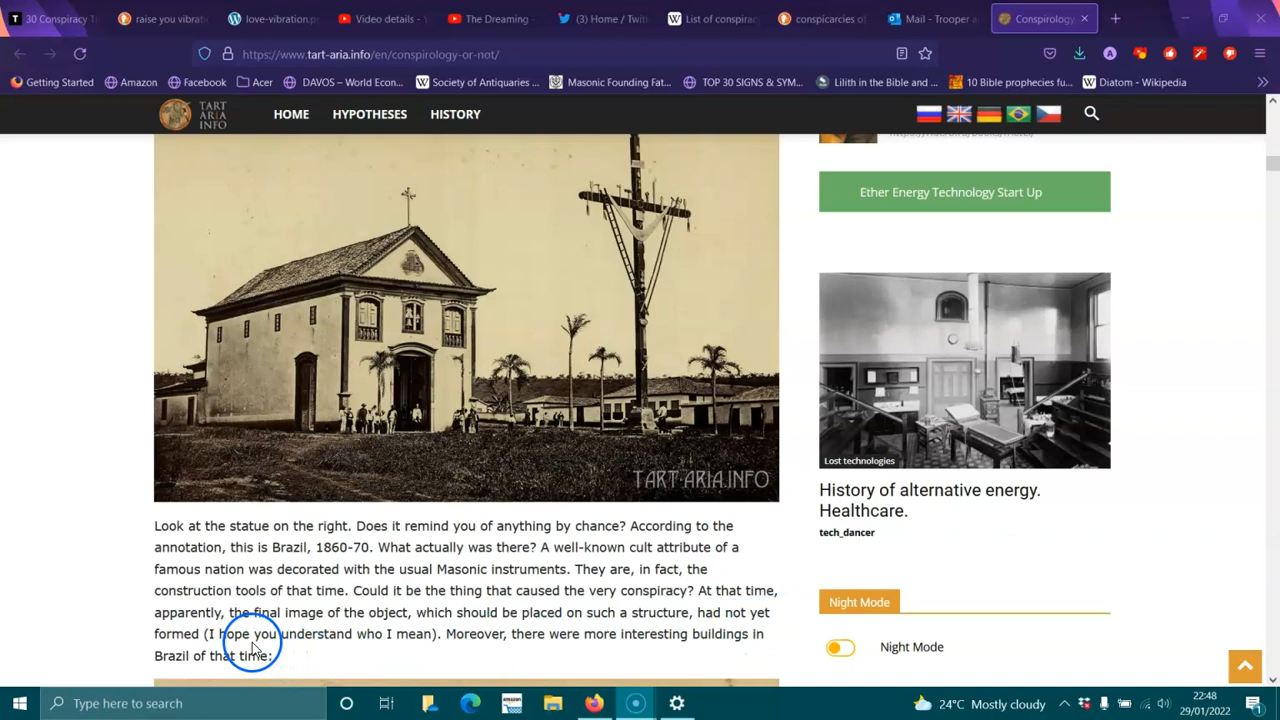 30 Conspiracy T
raise you vibrati
love-vibration.p
Video details -
The Dreaming
(3) Home / Twit
List of conspirac
conspicarcies of
Mail - Trooper a
Conspirology
https://www.tart-aria.info/en/conspirology-or-not/
Getting Started
Amazon
Facebook
Acer
DAVOS – World Econ...
Society of Antiquaries ...
Masonic Founding Fat...
TOP 30 SIGNS & SYM...
Lilith in the Bible and ...
10 Bible prophecies fu...
Diatom - Wikipedia
TART
ARIA
INFO
HOME
HYPOTHESES
HISTORY
Ether Energy Technology Start Up
TART-ARIA.INFO
Look at the statue on the right. Does it remind you of anything by chance? According to the
annotation, this is Brazil, 1860-70. What actually was there? A well-known cult attribute of a
famous nation was decorated with the usual Masonic instruments. They are, in fact, the
construction tools of that time. Could it be the thing that caused the very conspiracy? At that time,
apparently, the final image of the object, which should be placed on such a structure, had not yet
formed (I hope you understand who I mean). Moreover, there were more interesting buildings in
Brazil of that time:
Lost technologies
History of alternative energy.
Healthcare.
tech_dancer
Night Mode
Night Mode
Type here to search
amazon
24°C Mostly cloudy
22:48
29/01/2022